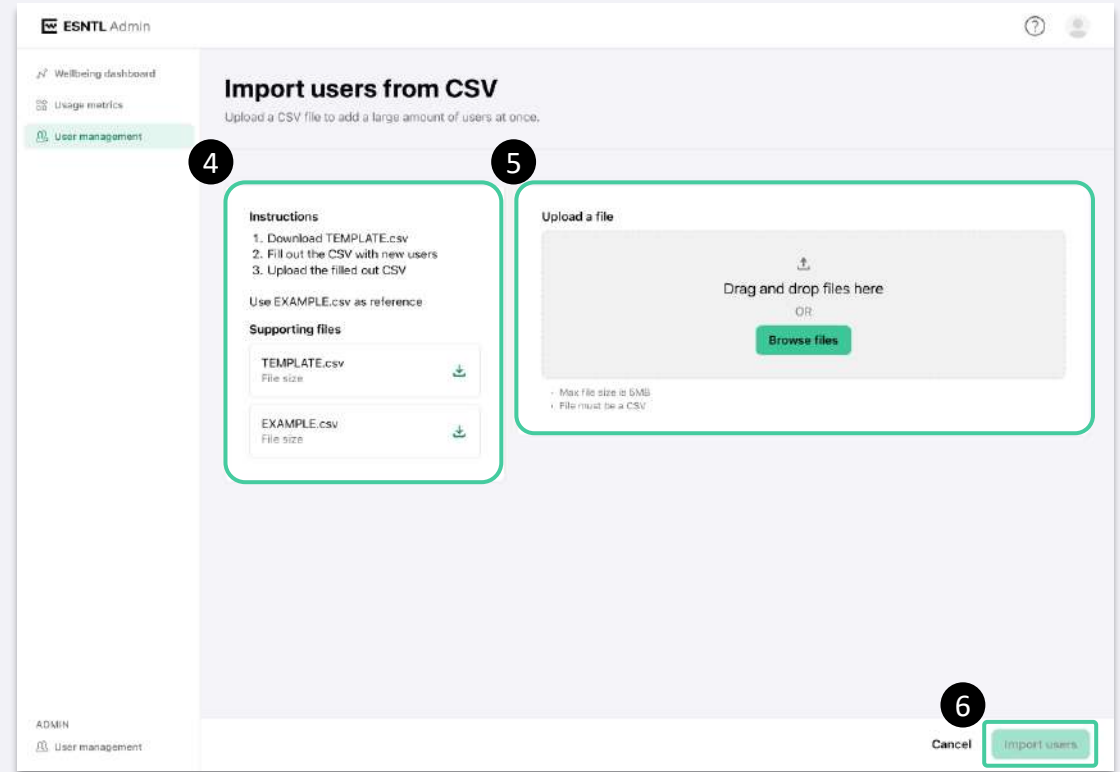 ESNTL Admin
?
Wellbeing dashboard
Usage metrics
User management
Import users from CSV
Upload a CSV file to add a large amount of users at once.
4
5
Instructions
1. Download TEMPLATE.csv
2. Fill out the CSV with new users
3. Upload the filled out CSV
Use EXAMPLE.csv as reference
Supporting files
TEMPLATE.csv
File size
EXAMPLE.csv
File size
Upload a file
Drag and drop files here
OR
Browse files
• Max file size is 5MB
• File must be a CSV
6
ADMIN
User management
Cancel
Import users